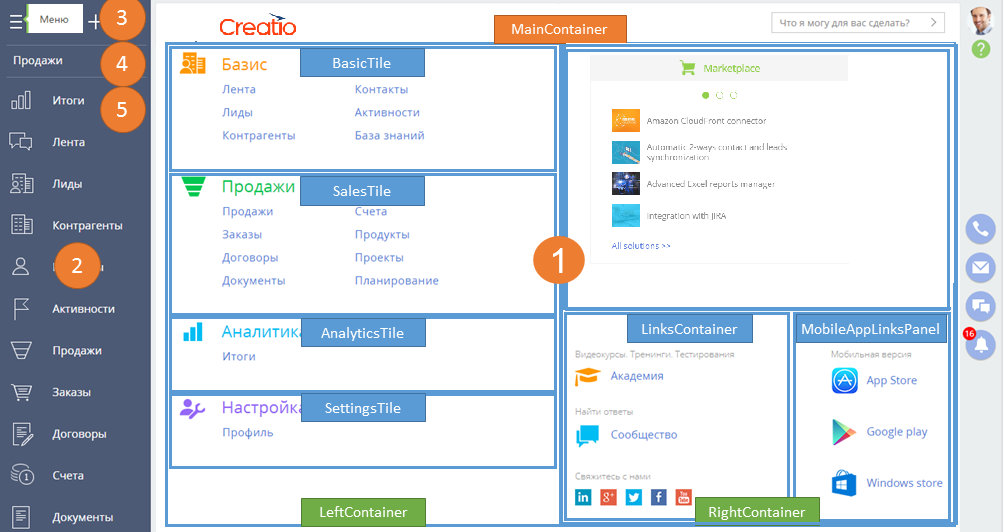 Меню
3
Продажи
4
Итоги
5
Лента
Лиды
Контрагенты
2
Активности
Продажи
Заказы
Договоры
Счета
Документы
Creatio
MainContainer
Что я могу для вас сделать?
Базис
BasicTile
Лента
Контакты
Лиды
Активности
Контрагенты
База знаний
Продажи
SalesTile
Продажи
Счета
Заказы
Продукты
Договоры
Проекты
Документы
Планирование
1
Аналитика
AnalyticsTile
Итоги
Настройка
SettingsTile
Профиль
LeftContainer
Marketplace
Amazon CloudFront connector
Automatic 2-ways contact and leads
synchronization
Advanced Excel reports manager
Integration with JIRA
All solutions >>
LinksContainer
Видеокурсы. Тренинги. Тестирования
Академия
Найти ответы
Сообщество
Свяжитесь с нами
MobileAppLinksPanel
Мобильная версия
App Store
Google play
Windows store
RightContainer
16